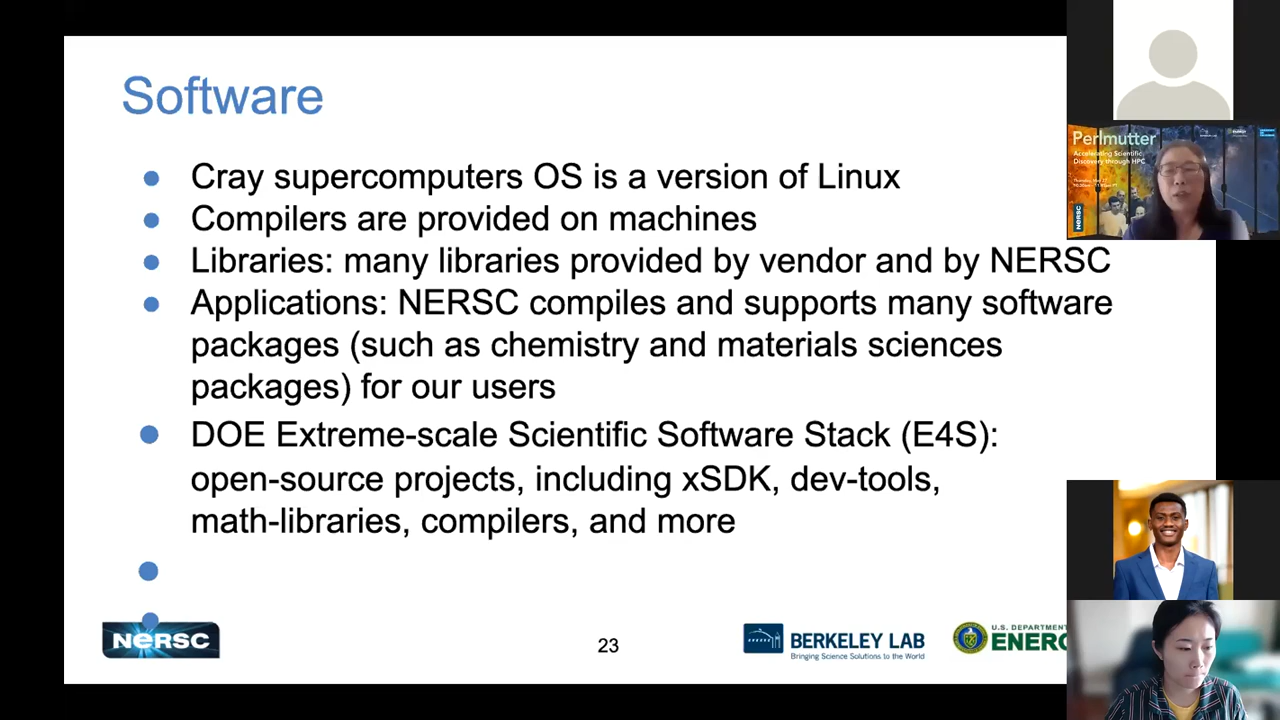 Software
Cray supercomputers OS is a version of Linux
Compilers are provided on machines
Libraries: many libraries provided by vendor and by NERSC
Applications: NERSC compiles and supports many software
packages (such as chemistry and materials sciences
packages) for our users
DOE Extreme-scale Scientific Software Stack (E4S):
open-source projects, including xSDK, dev-tools,
math-libraries, compilers, and more
NERSC
23
BERKELEY LAB
Bringing Science Solutions to the World
U.S. DEPARTMENT
ENERG
Perlmutter
Accelerating Scientific
Discovery through HPC
NERSC